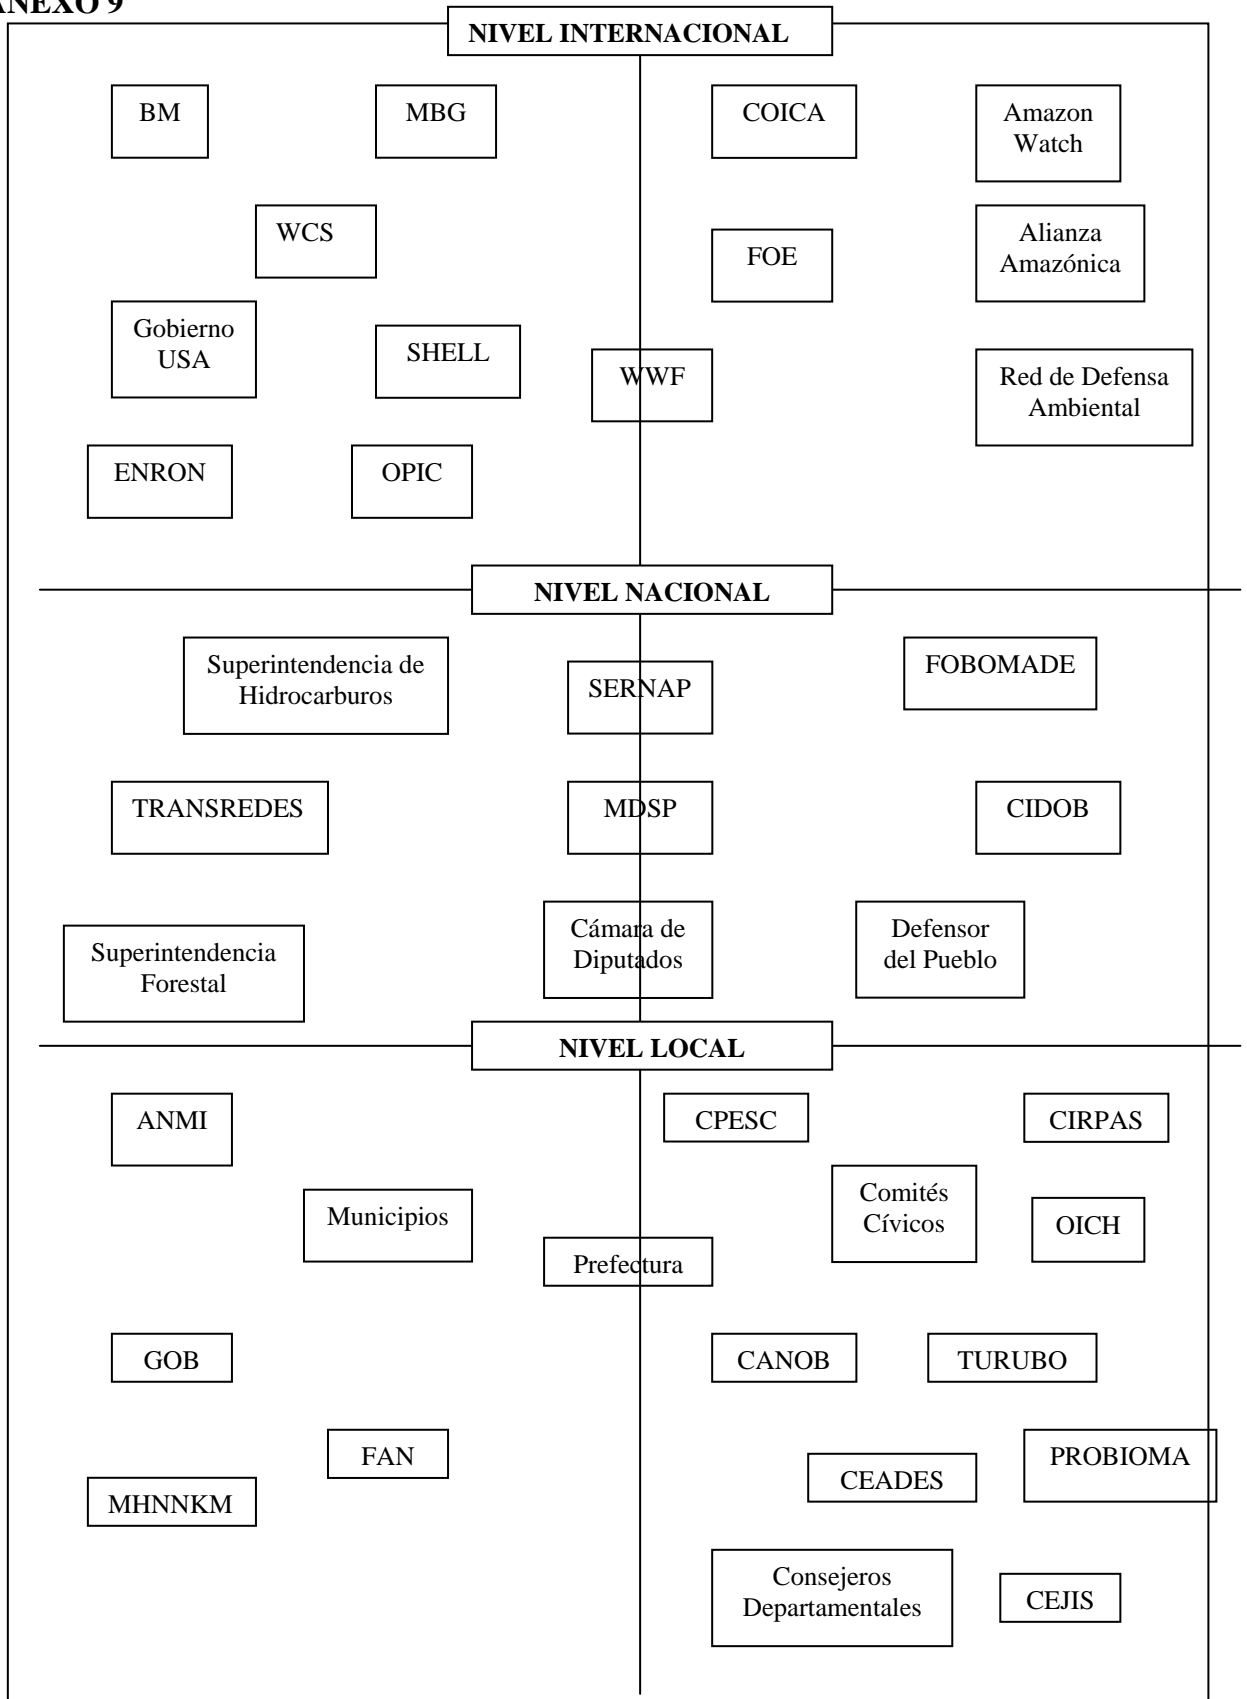 ANEXO 9
NIVEL INTERNACIONAL
BM
MBG
COICA
Amazon
Watch
WCS
FOE
Alianza
Amazónica
Gobierno
USA
SHELL
WWF
Red de Defensa
Ambiental
ENRON
OPIC
NIVEL NACIONAL
Superintendencia de
Hidrocarburos
SERNAP
FOBOMADE
TRANSREDES
MDSP
CIDOB
Superintendencia
Forestal
Cámara de
Diputados
Defensor
del Pueblo
NIVEL LOCAL
ANMI
CPESC
CIRPAS
Municipios
Comités
Cívicos
OICH
Prefectura
GOB
CANOB
TURUBO
FAN
PROBIOMA
MHNNKM
CEADES
Consejeros
Departamentales
CEJIS